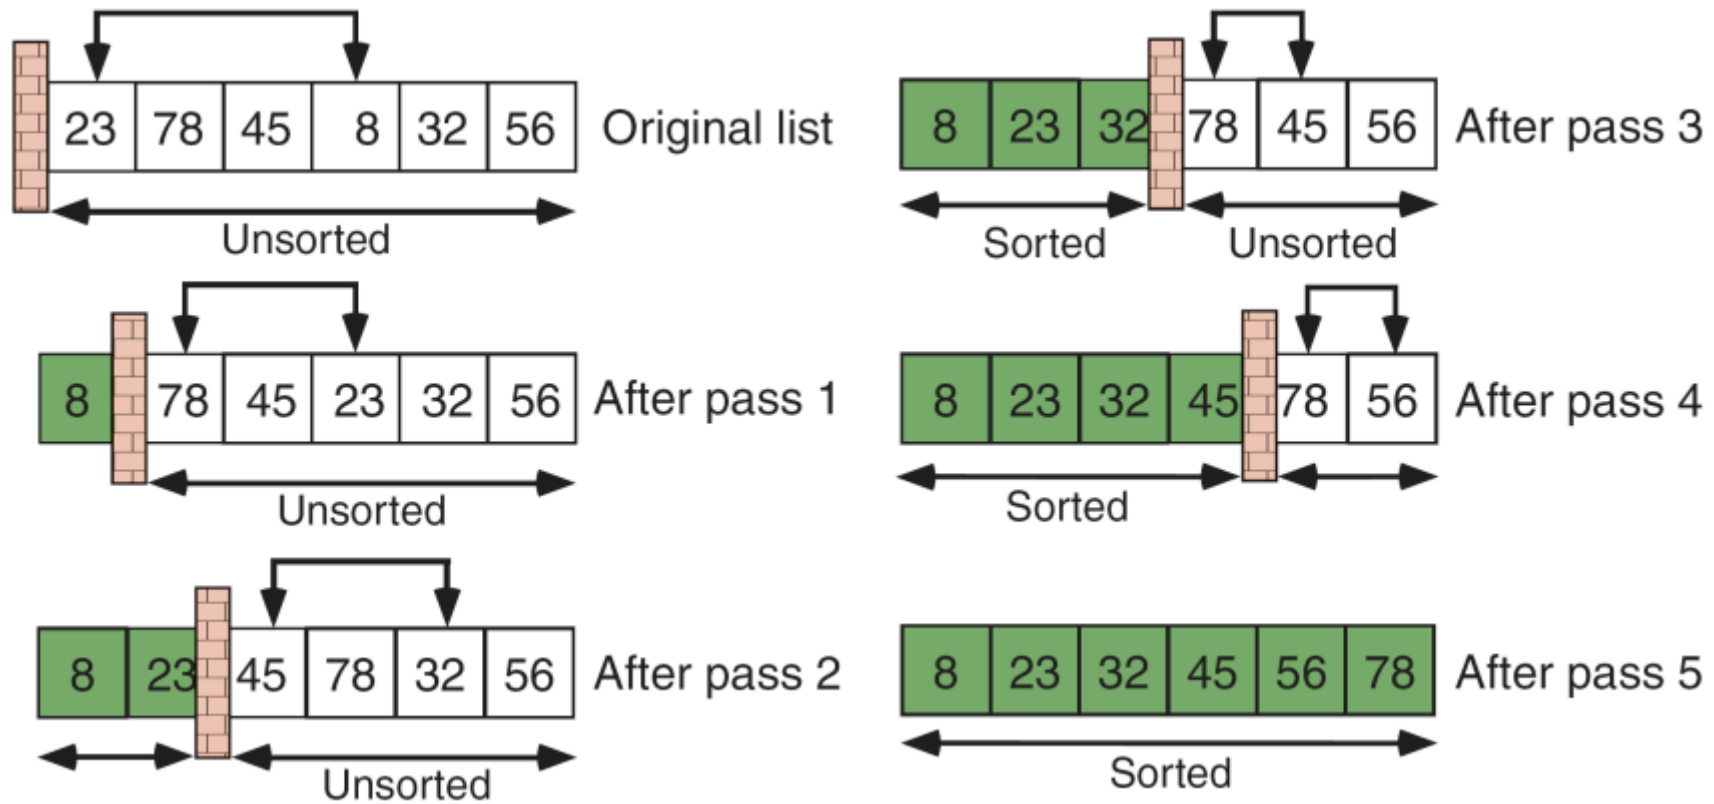 23 78 45 8 32 56 Original list
Unsorted
8 78 45 23 32 56 After pass 1
Unsorted
8 23 45 78 32 56 After pass 2
Unsorted
8 23 32 78 45 56 After pass 3
Sorted Unsorted
8 23 32 45 78 56 After pass 4
Sorted
8 23 32 45 56 78 After pass 5
Sorted